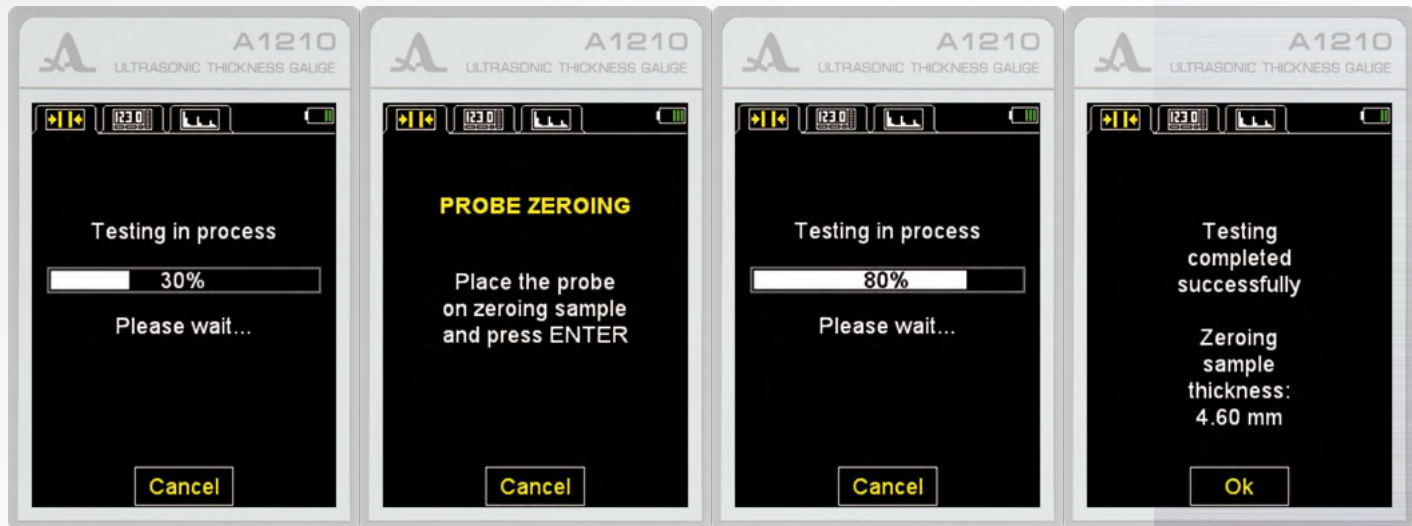 A1210
ULTRASONIC THICKNESS GAUGE
123.0
Testing in process
30%
Please wait...
Cancel
A1210
ULTRASONIC THICKNESS GAUGE
123.0
PROBE ZEROING
Place the probe
on zeroing sample
and press ENTER
Cancel
A1210
ULTRASONIC THICKNESS GAUGE
123.0
Testing in process
80%
Please wait...
Cancel
A1210
ULTRASONIC THICKNESS GAUGE
123.0
Testing
completed
successfully
Zeroing
sample
thickness:
4.60 mm
Ok